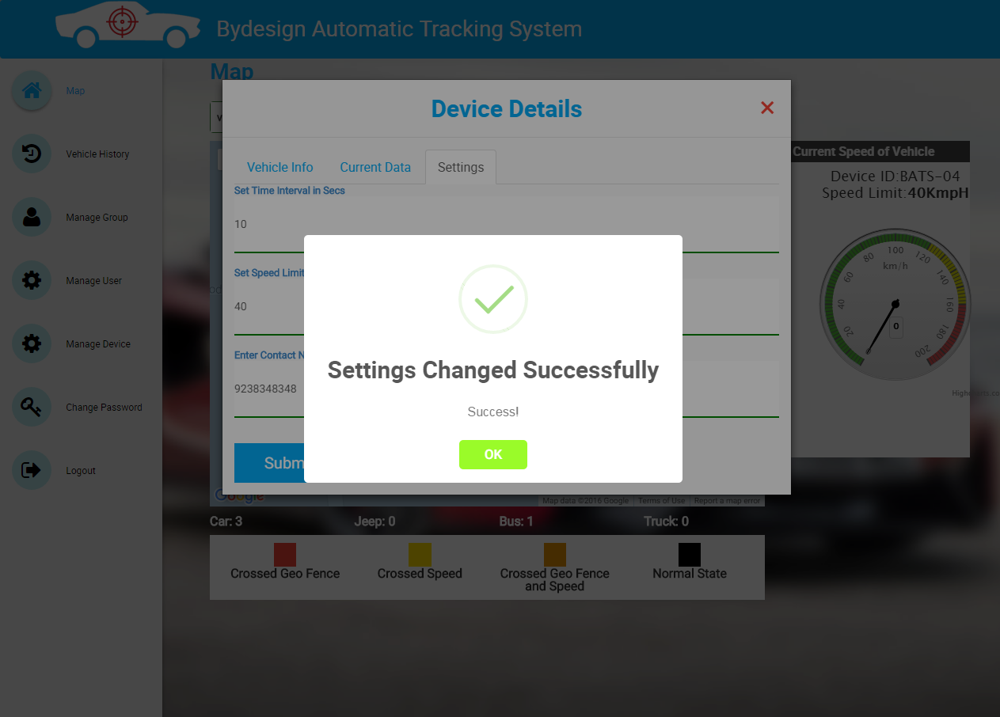 Bydesign Automatic Tracking System
Map
Map
Vehicle History
Manage Group
Manage User
Manage Device
Change Password
Logout
Device Details
Vehicle Info
Current Data
Settings
Set Time Interval in Secs
10
Set Speed Limit
40
Enter Contact N
9238348348
Subm
Settings Changed Successfully
Success!
OK
Current Speed of Vehicle
Device ID:BATS-04
Speed Limit:40KmpH
20
40
60
80
100
120
140
160
180
200
km/h
0
Google
Map data ©2016 Google
Terms of Use
Report a map error
Car: 3
Jeep: 0
Bus: 1
Truck: 0
Crossed Geo Fence
Crossed Speed
Crossed Geo Fence
and Speed
Normal State